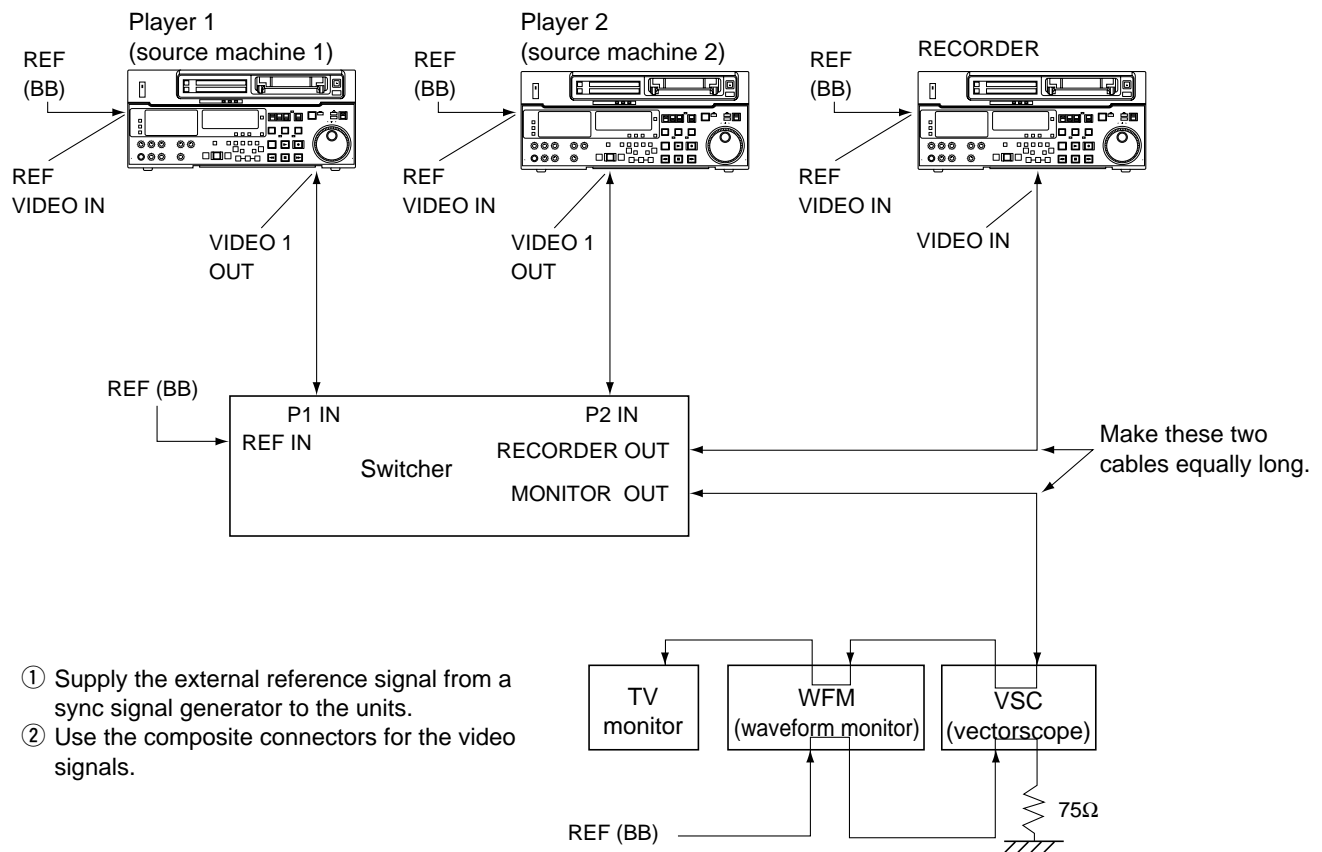 Player 1
(source machine 1)
REF
(BB)
REF
VIDEO IN
VIDEO 1
OUT
Player 2
(source machine 2)
REF
(BB)
REF
VIDEO IN
VIDEO 1
OUT
RECORDER
REF
(BB)
REF
VIDEO IN
VIDEO IN
REF (BB)
P1 IN
P2 IN
REF IN
RECORDER OUT
Switcher
MONITOR OUT
Make these two
cables equally long.
① Supply the external reference signal from a
sync signal generator to the units.
② Use the composite connectors for the video
signals.
TV
monitor
WFM
(waveform monitor)
VSC
(vectorscope)
75Ω
REF (BB)